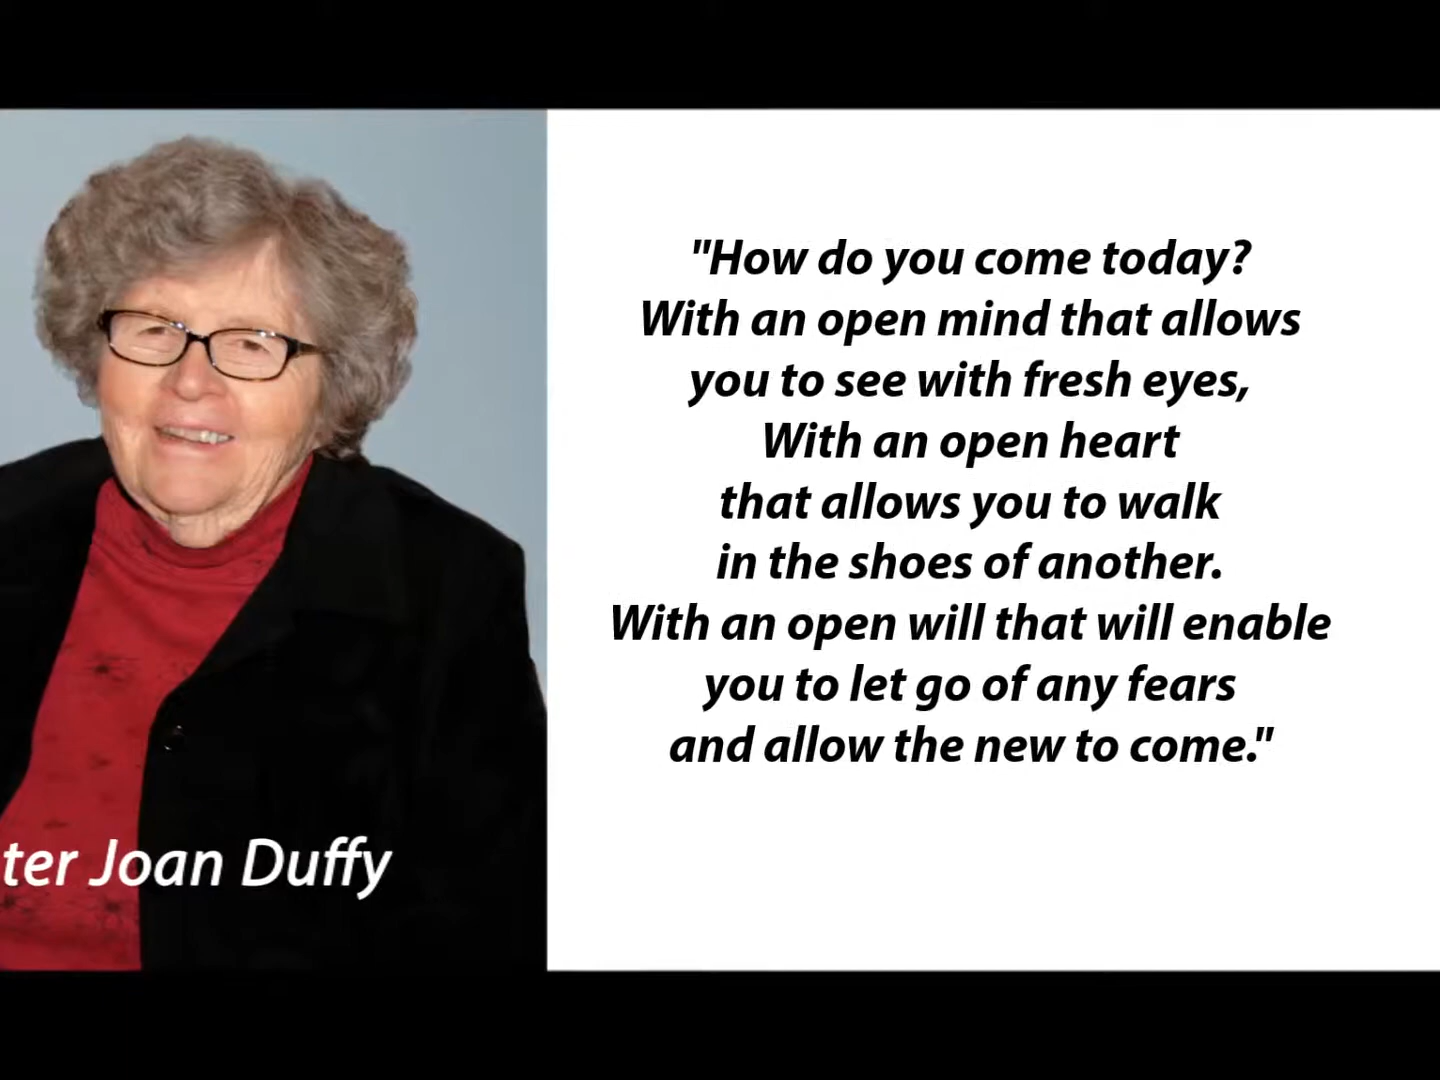 "How do you come today?
With an open mind that allows
you to see with fresh eyes,
With an open heart
that allows you to walk
in the shoes of another.
With an open will that will enable
you to let go of any fears
and allow the new to come."
ter Joan Duffy